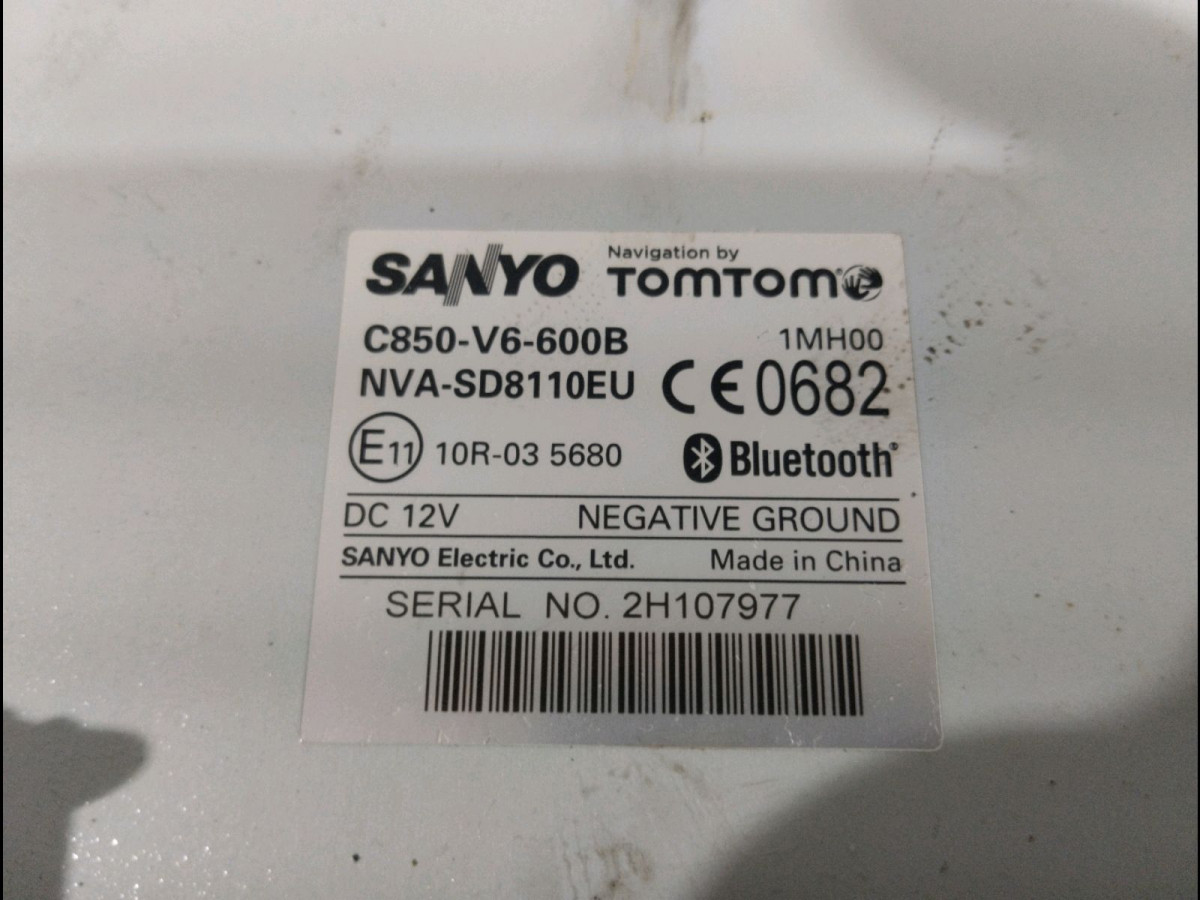 SANYO Navigation by
TOMTOM
C850-V6-600B 1MH00
NVA-SD8110EU CE0682
E11 10R-03 5680 Bluetooth®
DC 12V NEGATIVE GROUND
SANYO Electric Co., Ltd. Made in China
SERIAL NO. 2H107977